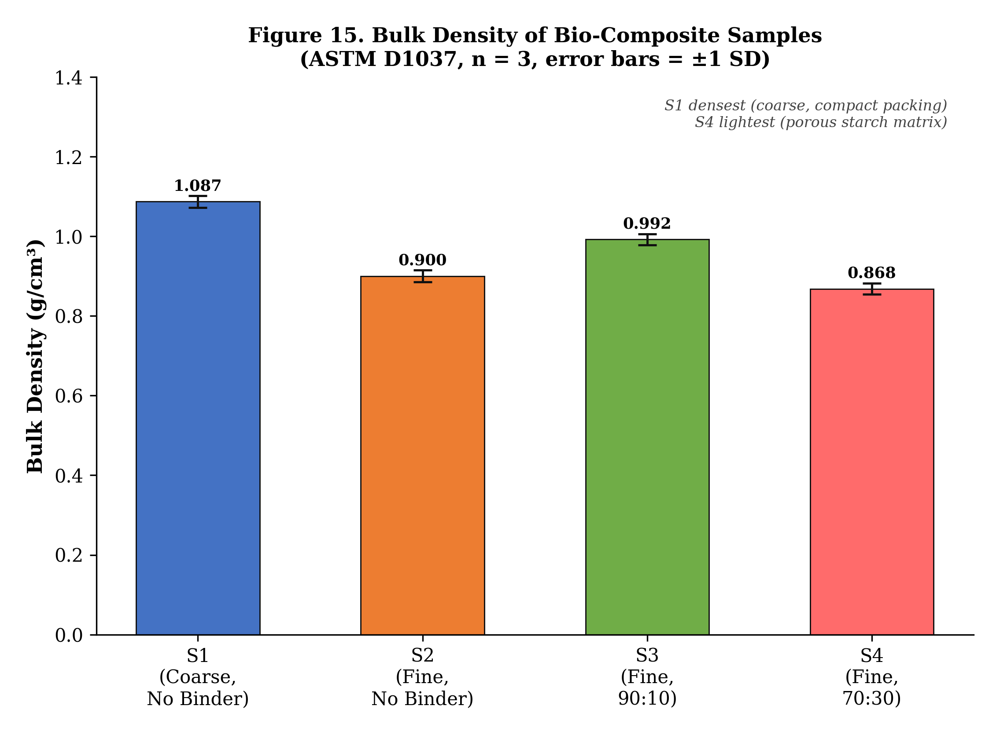 Figure 15. Bulk Density of Bio-Composite Samples
(ASTM D1037, n = 3, error bars = ±1 SD)
S1 densest (coarse, compact packing)
S4 lightest (porous starch matrix)
Bulk Density (g/cm³)
1.4
1.2
1.0
0.8
0.6
0.4
0.2
0.0
1.087
0.900
0.992
0.868
S1
(Coarse,
No Binder)
S2
(Fine,
No Binder)
S3
(Fine,
90:10)
S4
(Fine,
70:30)